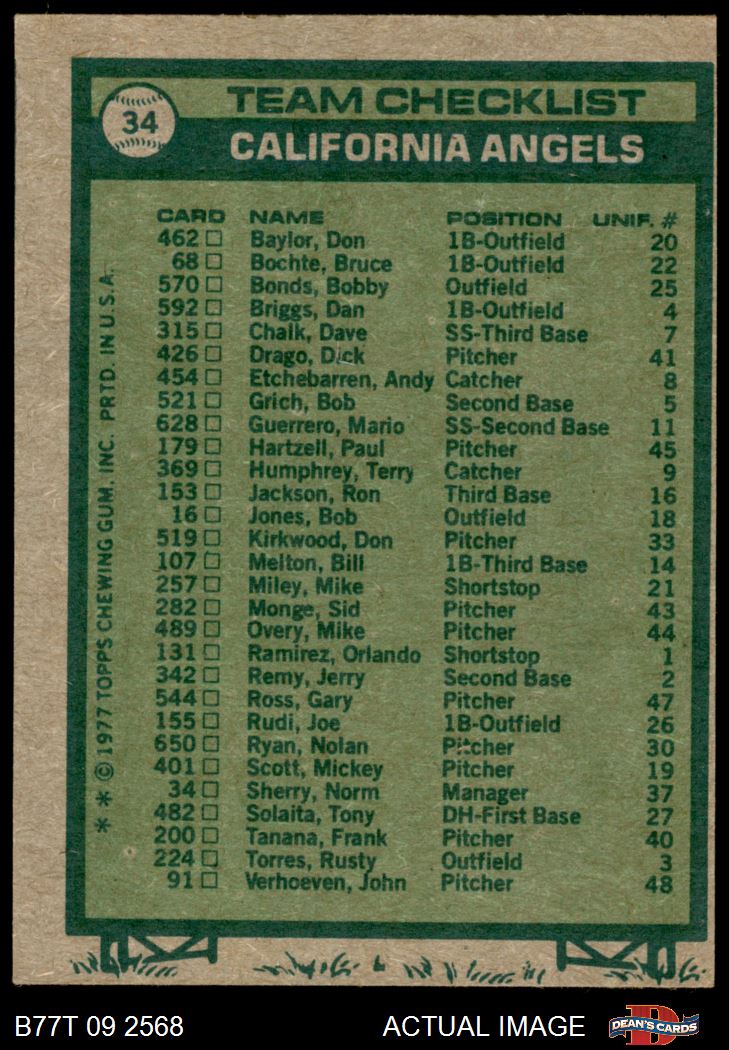 34
TEAM CHECKLIST
CALIFORNIA ANGELS
CARD NAME POSITION UNIF. #
462 Baylor, Don 1B-Outfield 20
68 Bochte, Bruce 1B-Outfield 22
570 Bonds, Bobby Outfield 25
592 Briggs, Dan 1B-Outfield 4
315 Chalk, Dave SS-Third Base 7
426 Drago, Dick Pitcher 41
454 Etchebarren, Andy Catcher 8
521 Grich, Bob Second Base 5
628 Guerrero, Mario SS-Second Base 11
179 Hartzell, Paul Pitcher 45
369 Humphrey, Terry Catcher 9
153 Jackson, Ron Third Base 16
16 Jones, Bob Outfield 18
519 Kirkwood, Don Pitcher 33
107 Melton, Bill 1B-Third Base 14
257 Miley, Mike Shortstop 21
282 Monge, Sid Pitcher 43
489 Overy, Mike Pitcher 44
131 Ramirez, Orlando Shortstop 1
342 Remy, Jerry Second Base 2
544 Ross, Gary Pitcher 47
155 Rudi, Joe 1B-Outfield 26
650 Ryan, Nolan Pitcher 30
401 Scott, Mickey Pitcher 19
34 Sherry, Norm Manager 37
482 Solaita, Tony DH-First Base 27
200 Tanana, Frank Pitcher 40
224 Torres, Rusty Outfield 3
91 Verhoeven, John Pitcher 48
* * © 1977 TOPPS CHEWING GUM, INC. PRTD. IN U.S.A.
B77T 09 2568 ACTUAL IMAGE DEAN'S CARDS